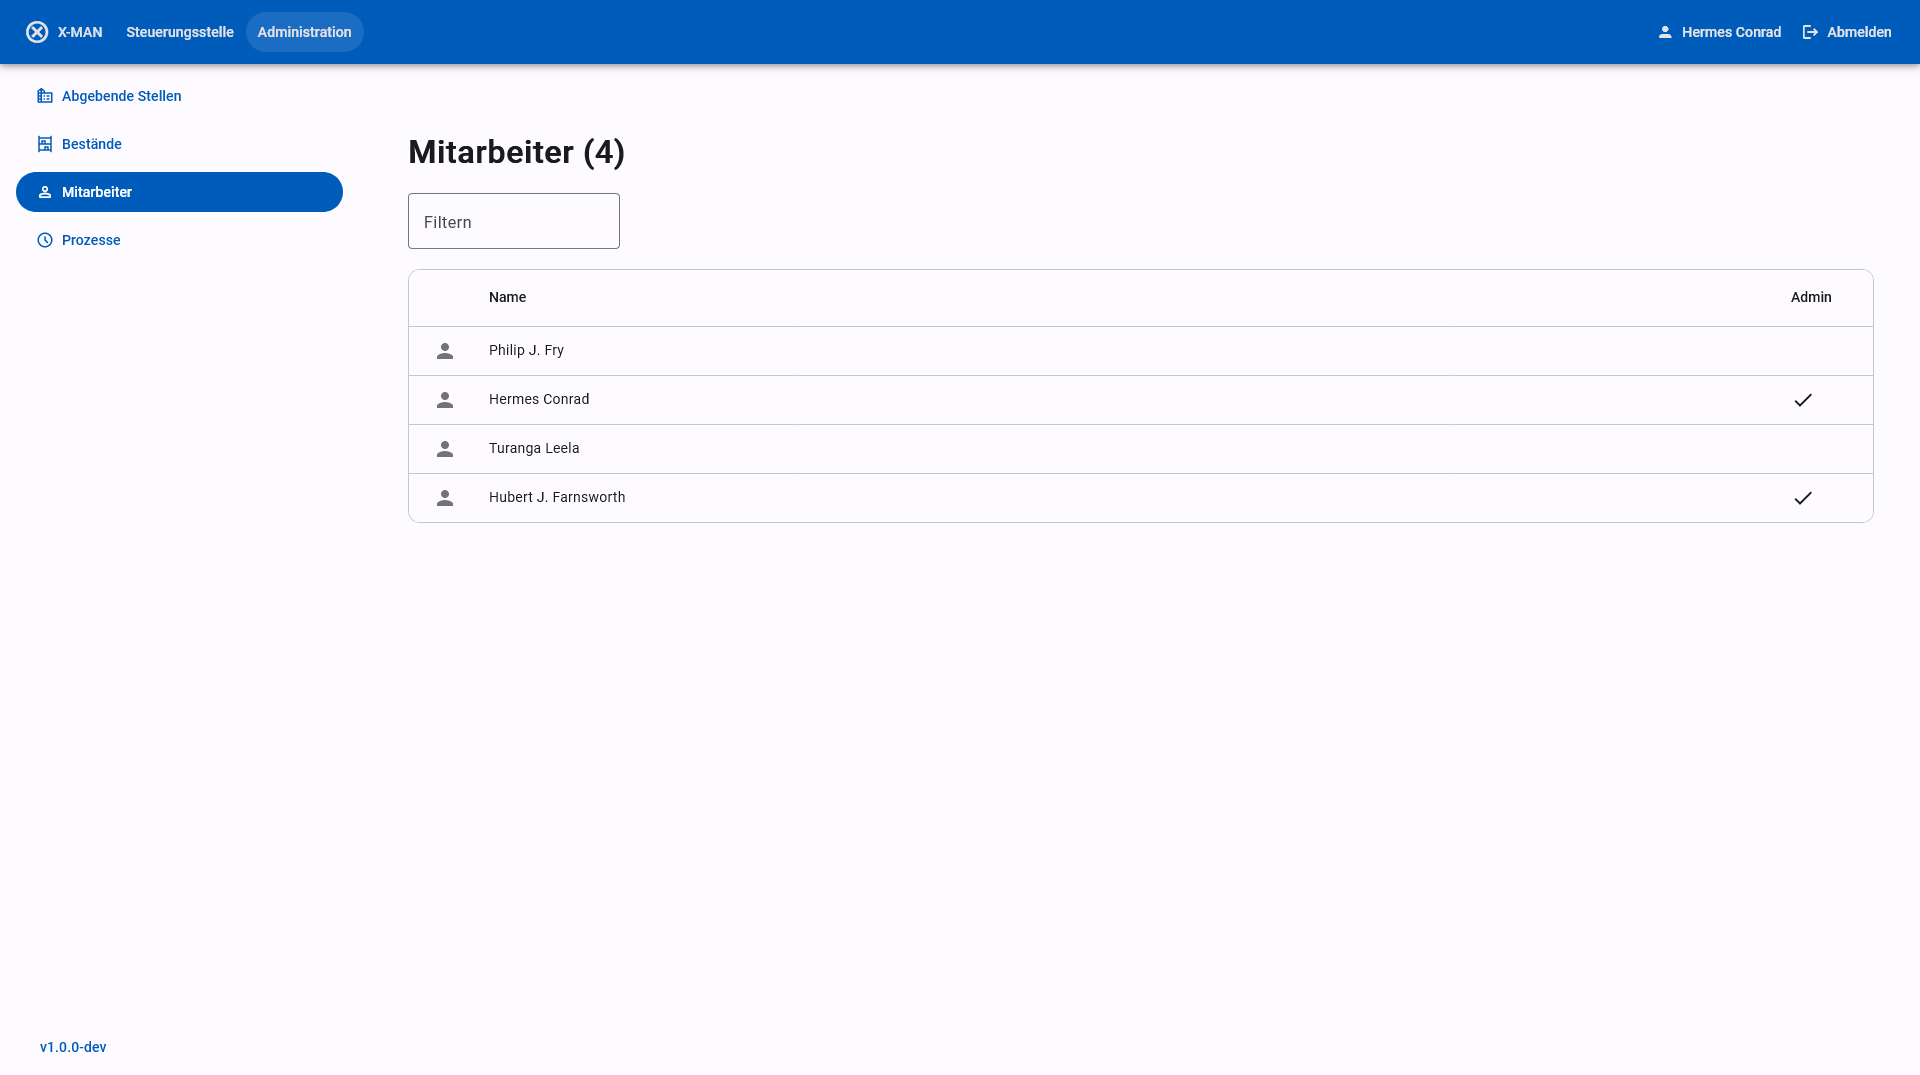 X-MAN Steuerungsstelle Administration Hermes Conrad Abmelden
Abgebende Stellen
Bestände
Mitarbeiter
Prozesse
Mitarbeiter (4)
Filtern
Name Admin
Philip J. Fry
Hermes Conrad
Turanga Leela
Hubert J. Farnsworth
v1.0.0-dev